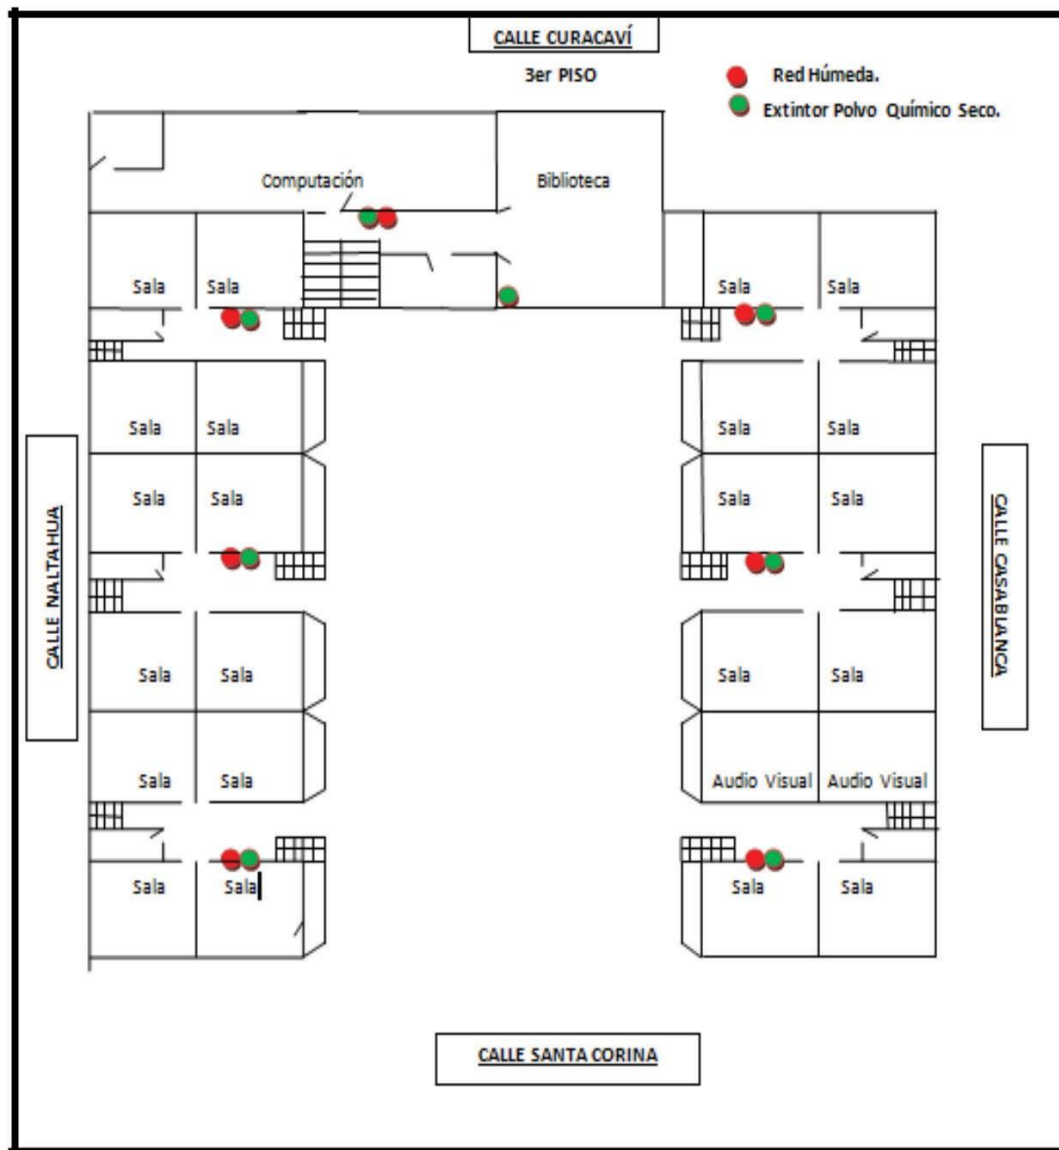 CALLE CURACAVÍ
3er PISO
Red Húmeda.
Extintor Polvo Químico Seco.
Computación
Biblioteca
Sala Sala
Sala Sala
Sala Sala
Sala Sala
Sala Sala
Sala Sala
CALLE NALTAHUA
CALLE CASABLANCA
Sala Sala
Sala Sala
Sala Sala
Audio Visual Audio Visual
Sala Sala
Sala Sala
CALLE SANTA CORINA